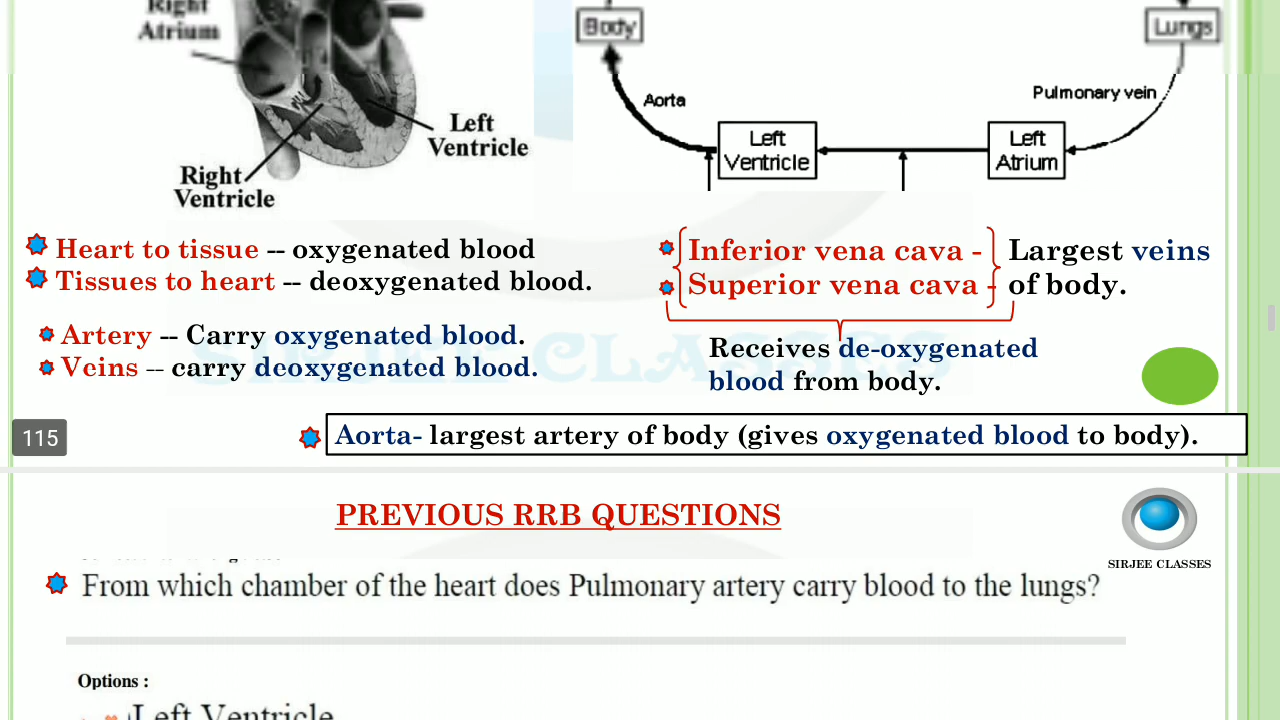 Right
Atrium
Left
Ventricle
Right
Ventricle
Body
Lungs
Aorta
Pulmonary vein
Left
Ventricle
Left
Atrium
Heart to tissue -- oxygenated blood
Tissues to heart -- deoxygenated blood.
Artery -- Carry oxygenated blood.
Veins -- carry deoxygenated blood.
Inferior vena cava -
Superior vena cava -
Largest veins
of body.
Receives de-oxygenated
blood from body.
SIRJEE CLASSES
115
Aorta- largest artery of body (gives oxygenated blood to body).
PREVIOUS RRB QUESTIONS
SIRJEE CLASSES
From which chamber of the heart does Pulmonary artery carry blood to the lungs?
Options :
Left Ventricle